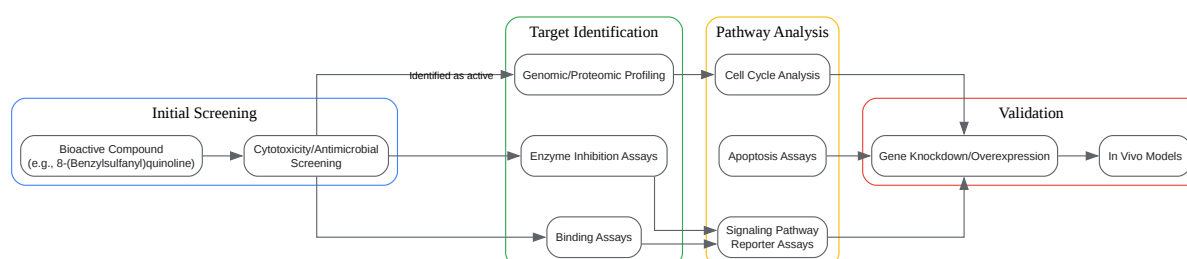 Target Identification
Pathway Analysis
Identified as active
Genomic/Proteomic Profiling
Cell Cycle Analysis
Initial Screening
Validation
Bioactive Compound
(e.g., 8-(Benzylsulfanyl)quinoline)
Cytotoxicity/Antimicrobial
Screening
Enzyme Inhibition Assays
Apoptosis Assays
Gene Knockdown/Overexpression
In Vivo Models
Binding Assays
Signaling Pathway
Reporter Assays